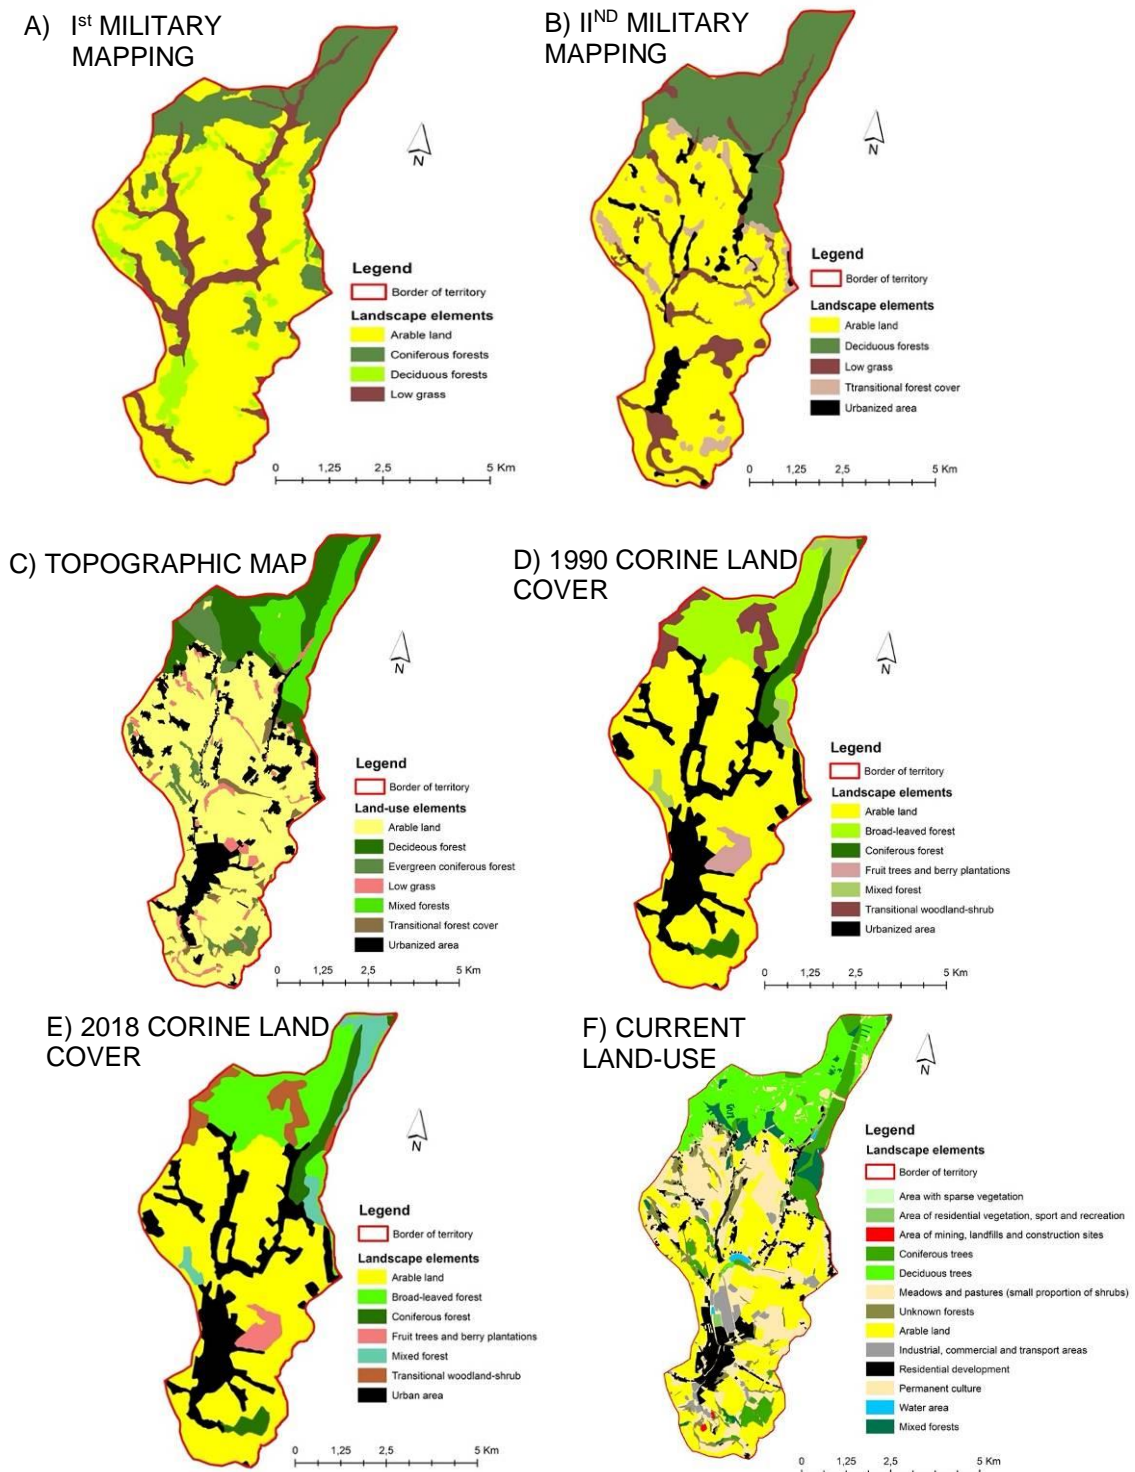 A) Iˢᵗ MILITARY
MAPPING
N
Legend
Border of territory
Landscape elements
Arable land
Coniferous forests
Deciduous forests
Low grass
0 1,25 2,5 5 Km
B) IIᴺᴰ MILITARY
MAPPING
N
Legend
Border of territory
Landscape elements
Arable land
Deciduous forests
Low grass
Ttransitional forest cover
Urbanized area
0 1,25 2,5 5 Km
C) TOPOGRAPHIC MAP
N
Legend
Border of territory
Land-use elements
Arable land
Decideous forest
Evergreen coniferous forest
Low grass
Mixed forests
Transitional forest cover
Urbanized area
0 1,25 2,5 5 Km
D) 1990 CORINE LAND
COVER
N
Legend
Border of territory
Landscape elements
Arable land
Broad-leaved forest
Coniferous forest
Fruit trees and berry plantations
Mixed forest
Transitional woodland-shrub
Urbanized area
0 1,25 2,5 5 Km
E) 2018 CORINE LAND
COVER
N
Legend
Border of territory
Landscape elements
Arable land
Broad-leaved forest
Coniferous forest
Fruit trees and berry plantations
Mixed forest
Transitional woodland-shrub
Urban area
0 1,25 2,5 5 Km
F) CURRENT
LAND-USE
N
Legend
Landscape elements
Border of territory
Area with sparse vegetation
Area of residential vegetation, sport and recreation
Area of mining, landfills and construction sites
Coniferous trees
Deciduous trees
Meadows and pastures (small proportion of shrubs)
Unknown forests
Arable land
Industrial, commercial and transport areas
Residential development
Permanent culture
Water area
Mixed forests
0 1,25 2,5 5 Km